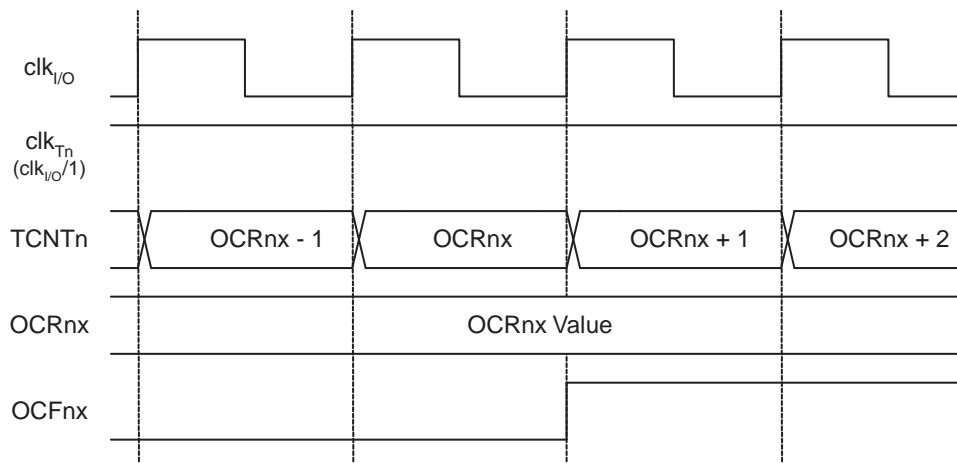 clkI/O
clkTn
(clkI/O/1)
TCNTn
OCRnx - 1
OCRnx
OCRnx + 1
OCRnx + 2
OCRnx
OCRnx Value
OCFnx